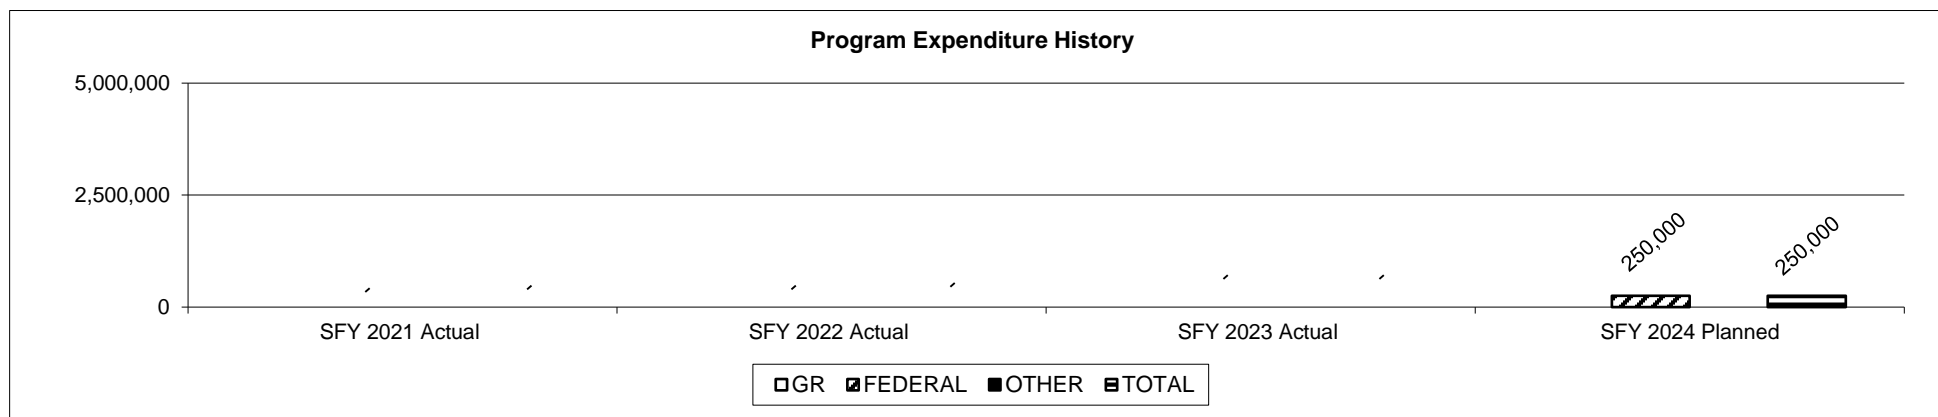 Program Expenditure History
5,000,000
2,500,000
0
- - - - - -
250,000 250,000
SFY 2021 Actual SFY 2022 Actual SFY 2023 Actual SFY 2024 Planned
GR FEDERAL OTHER TOTAL